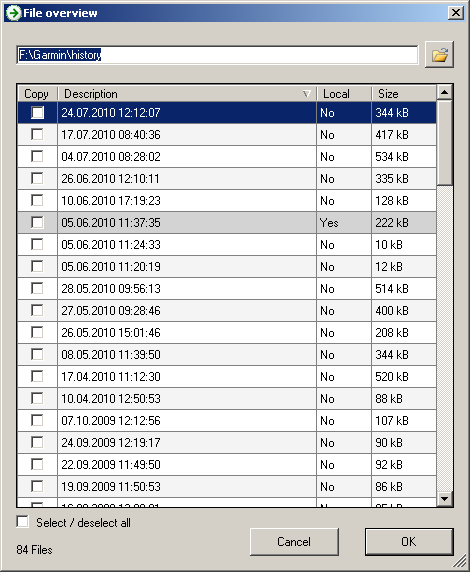 File overview
F:\Garmin\history
Copy Description Local Size
24.07.2010 12:12:07 No 344 kB
17.07.2010 08:40:36 No 417 kB
04.07.2010 08:28:02 No 534 kB
26.06.2010 12:10:11 No 335 kB
10.06.2010 17:19:23 No 128 kB
05.06.2010 11:37:35 Yes 222 kB
05.06.2010 11:24:33 No 10 kB
05.06.2010 11:20:19 No 12 kB
28.05.2010 09:56:13 No 514 kB
27.05.2010 09:28:46 No 400 kB
26.05.2010 15:01:46 No 208 kB
08.05.2010 11:39:50 No 344 kB
17.04.2010 11:12:30 No 520 kB
10.04.2010 12:50:53 No 88 kB
07.10.2009 12:12:56 No 107 kB
24.09.2009 12:19:17 No 90 kB
22.09.2009 11:49:50 No 92 kB
19.09.2009 11:50:53 No 86 kB
Select / deselect all
84 Files
Cancel
OK